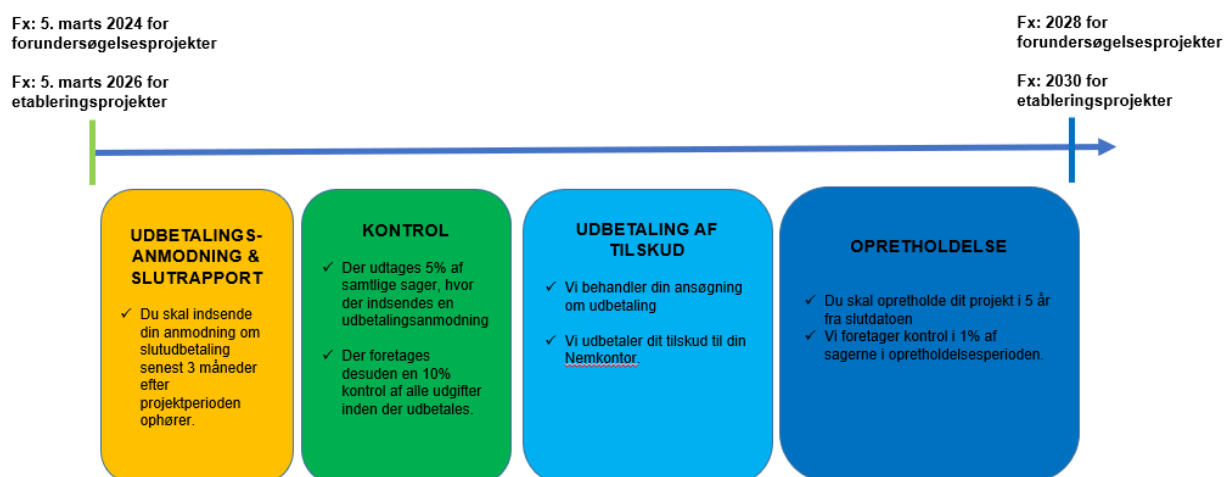 Fx: 5. marts 2024 for
forundersøgelsesprojekter
Fx: 5. marts 2026 for
etableringsprojekter
Fx: 2028 for
forundersøgelsesprojekter
Fx: 2030 for
etableringsprojekter
UDBETALINGS-
ANMODNING &
SLUTRAPPORT
✓ Du skal indsende
din anmodning om
slutudbetaling
senest 3 måneder
efter
projektperioden
ophører.
KONTROL
✓ Der udtages 5% af
samtlige sager, hvor
der indsendes en
udbetalingsanmodning
✓ Der foretages
desuden en 10%
kontrol af alle udgifter
inden der udbetales.
UDBETALING AF
TILSKUD
✓ Vi behandler din ansøgning
om udbetaling
✓ Vi udbetaler dit tilskud til din
Nemkontor.
OPRETHOLDELSE
✓ Du skal opretholde dit projekt i 5 år
fra slutdatoen
✓ Vi foretager kontrol i 1% af
sagerne i opretholdelsesperioden.